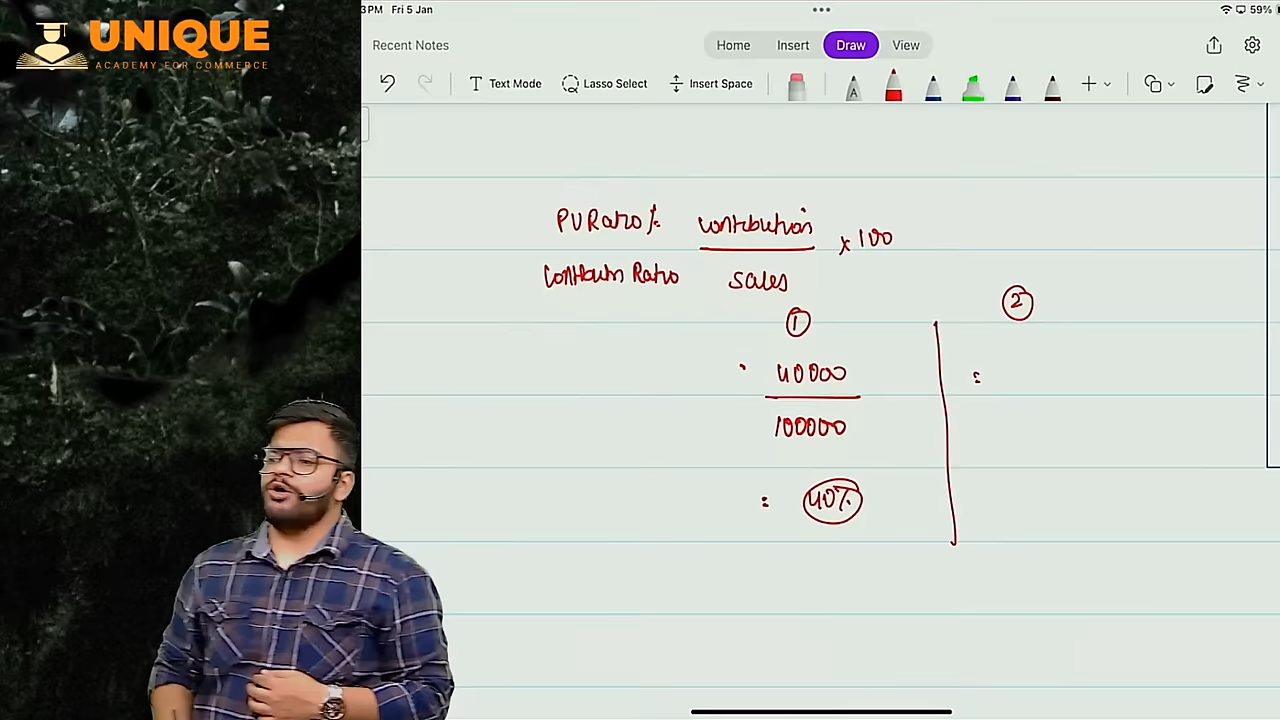 UNIQUE
ACADEMY FOR COMMERCE
3PM Fri 5 Jan
59%
Recent Notes
Home Insert Draw View
Text Mode Lasso Select Insert Space
A
PV Ratio % Contribution × 100
Sales
Ratio
①
②
40000
=
100000
= 40%